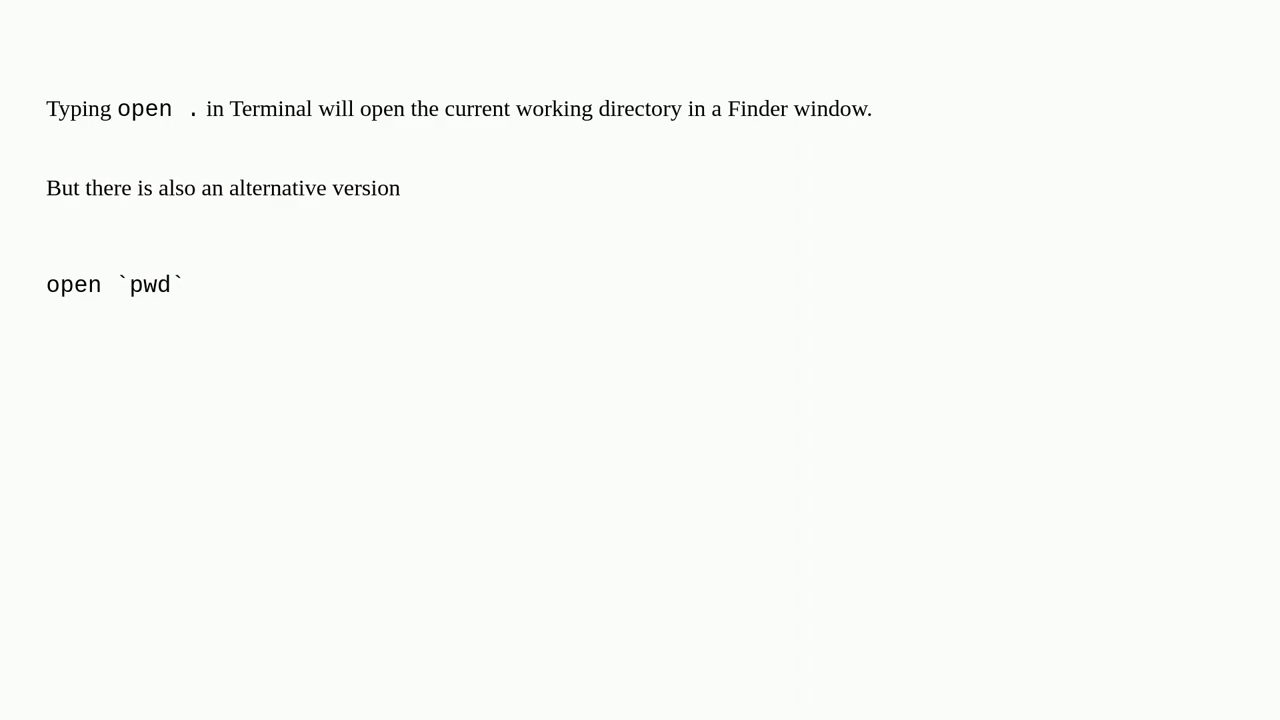 Typing open . in Terminal will open the current working directory in a Finder window.
But there is also an alternative version
open `pwd`